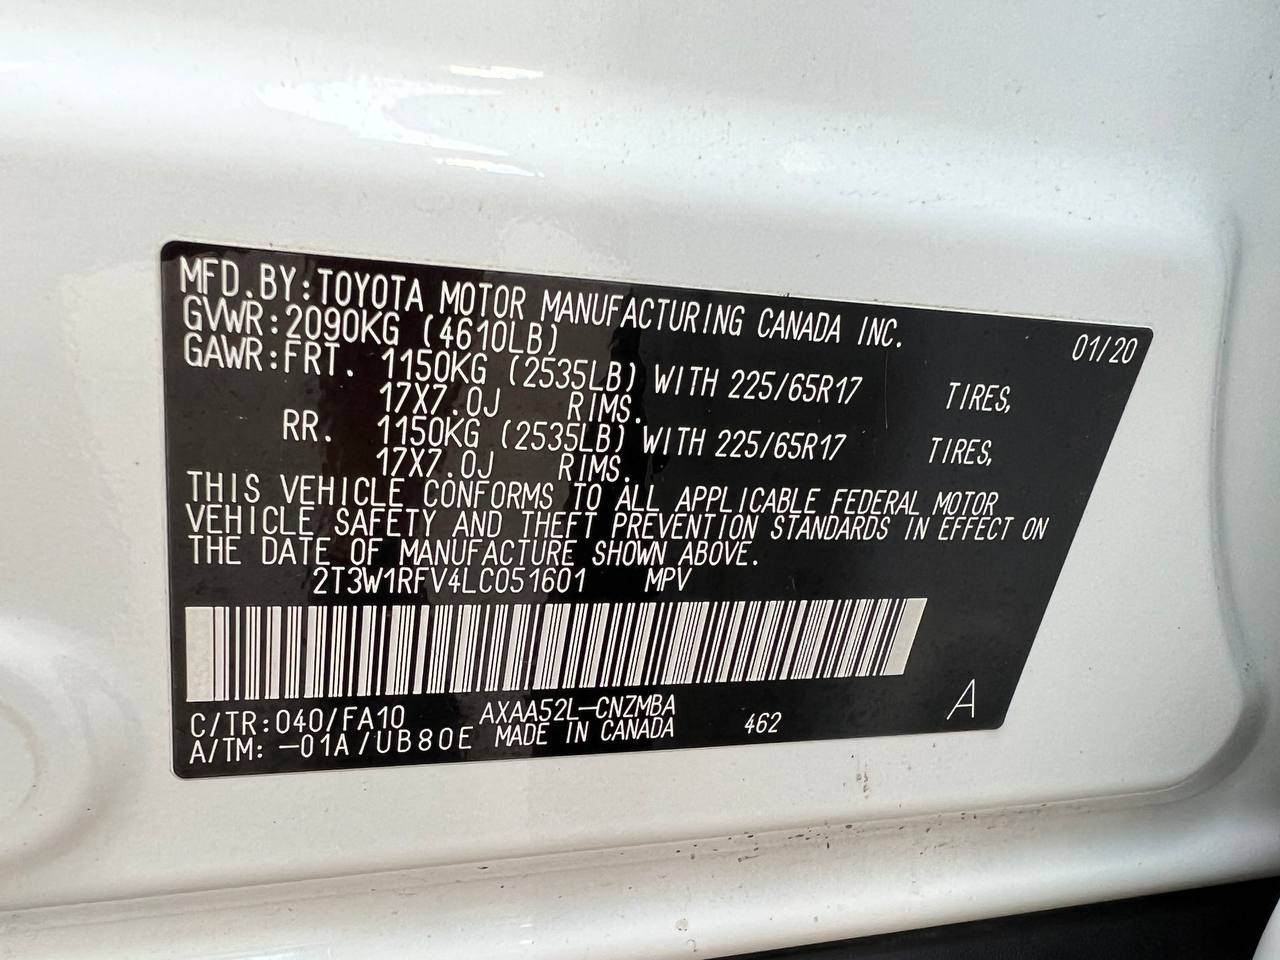 MFD.BY:TOYOTA MOTOR MANUFACTURING CANADA INC.
GVWR:2090KG (4610LB) 01/20
GAWR:FRT. 1150KG (2535LB) WITH 225/65R17 TIRES,
17X7.0J RIMS.
RR. 1150KG (2535LB) WITH 225/65R17 TIRES,
17X7.0J RIMS.
THIS VEHICLE CONFORMS TO ALL APPLICABLE FEDERAL MOTOR
VEHICLE SAFETY AND THEFT PREVENTION STANDARDS IN EFFECT ON
THE DATE OF MANUFACTURE SHOWN ABOVE.
2T3W1RFV4LC051601 MPV
C/TR:040/FA10 AXAA52L-CNZMBA 462 A
A/TM: -01A/UB80E MADE IN CANADA